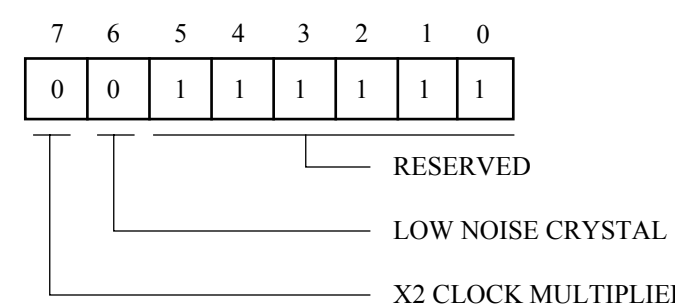 7 6 5 4 3 2 1 0
0 0 1 1 1 1 1 1
RESERVED
LOW NOISE CRYSTAL
X2 CLOCK